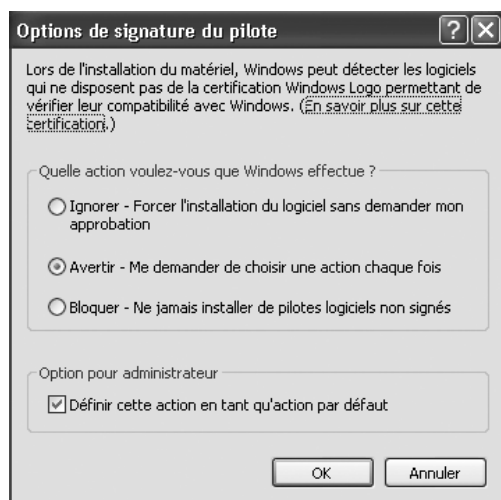 Options de signature du pilote
Lors de l'installation du matériel, Windows peut détecter les logiciels
qui ne disposent pas de la certification Windows Logo permettant de
vérifier leur compatibilité avec Windows. (En savoir plus sur cette
certification.)
Quelle action voulez-vous que Windows effectue ?
Ignorer - Forcer l'installation du logiciel sans demander mon
approbation
Avertir - Me demander de choisir une action chaque fois
Bloquer - Ne jamais installer de pilotes logiciels non signés
Option pour administrateur
Définir cette action en tant qu'action par défaut
OK Annuler